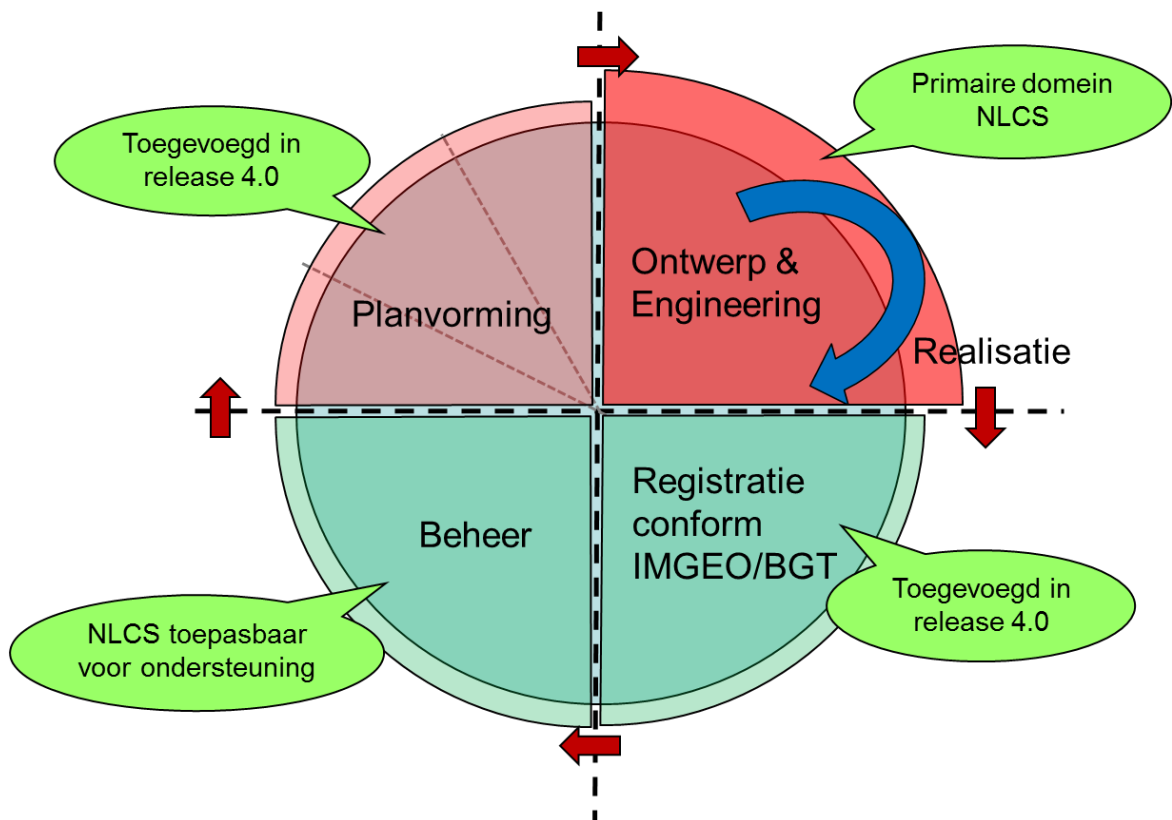 Primaire domein
NLCS
Toegevoegd in
release 4.0
Ontwerp &
Engineering
Planvorming
Realisatie
Registratie
conform
IMGEO/BGT
Beheer
Toegevoegd in
release 4.0
NLCS toepasbaar
voor ondersteuning